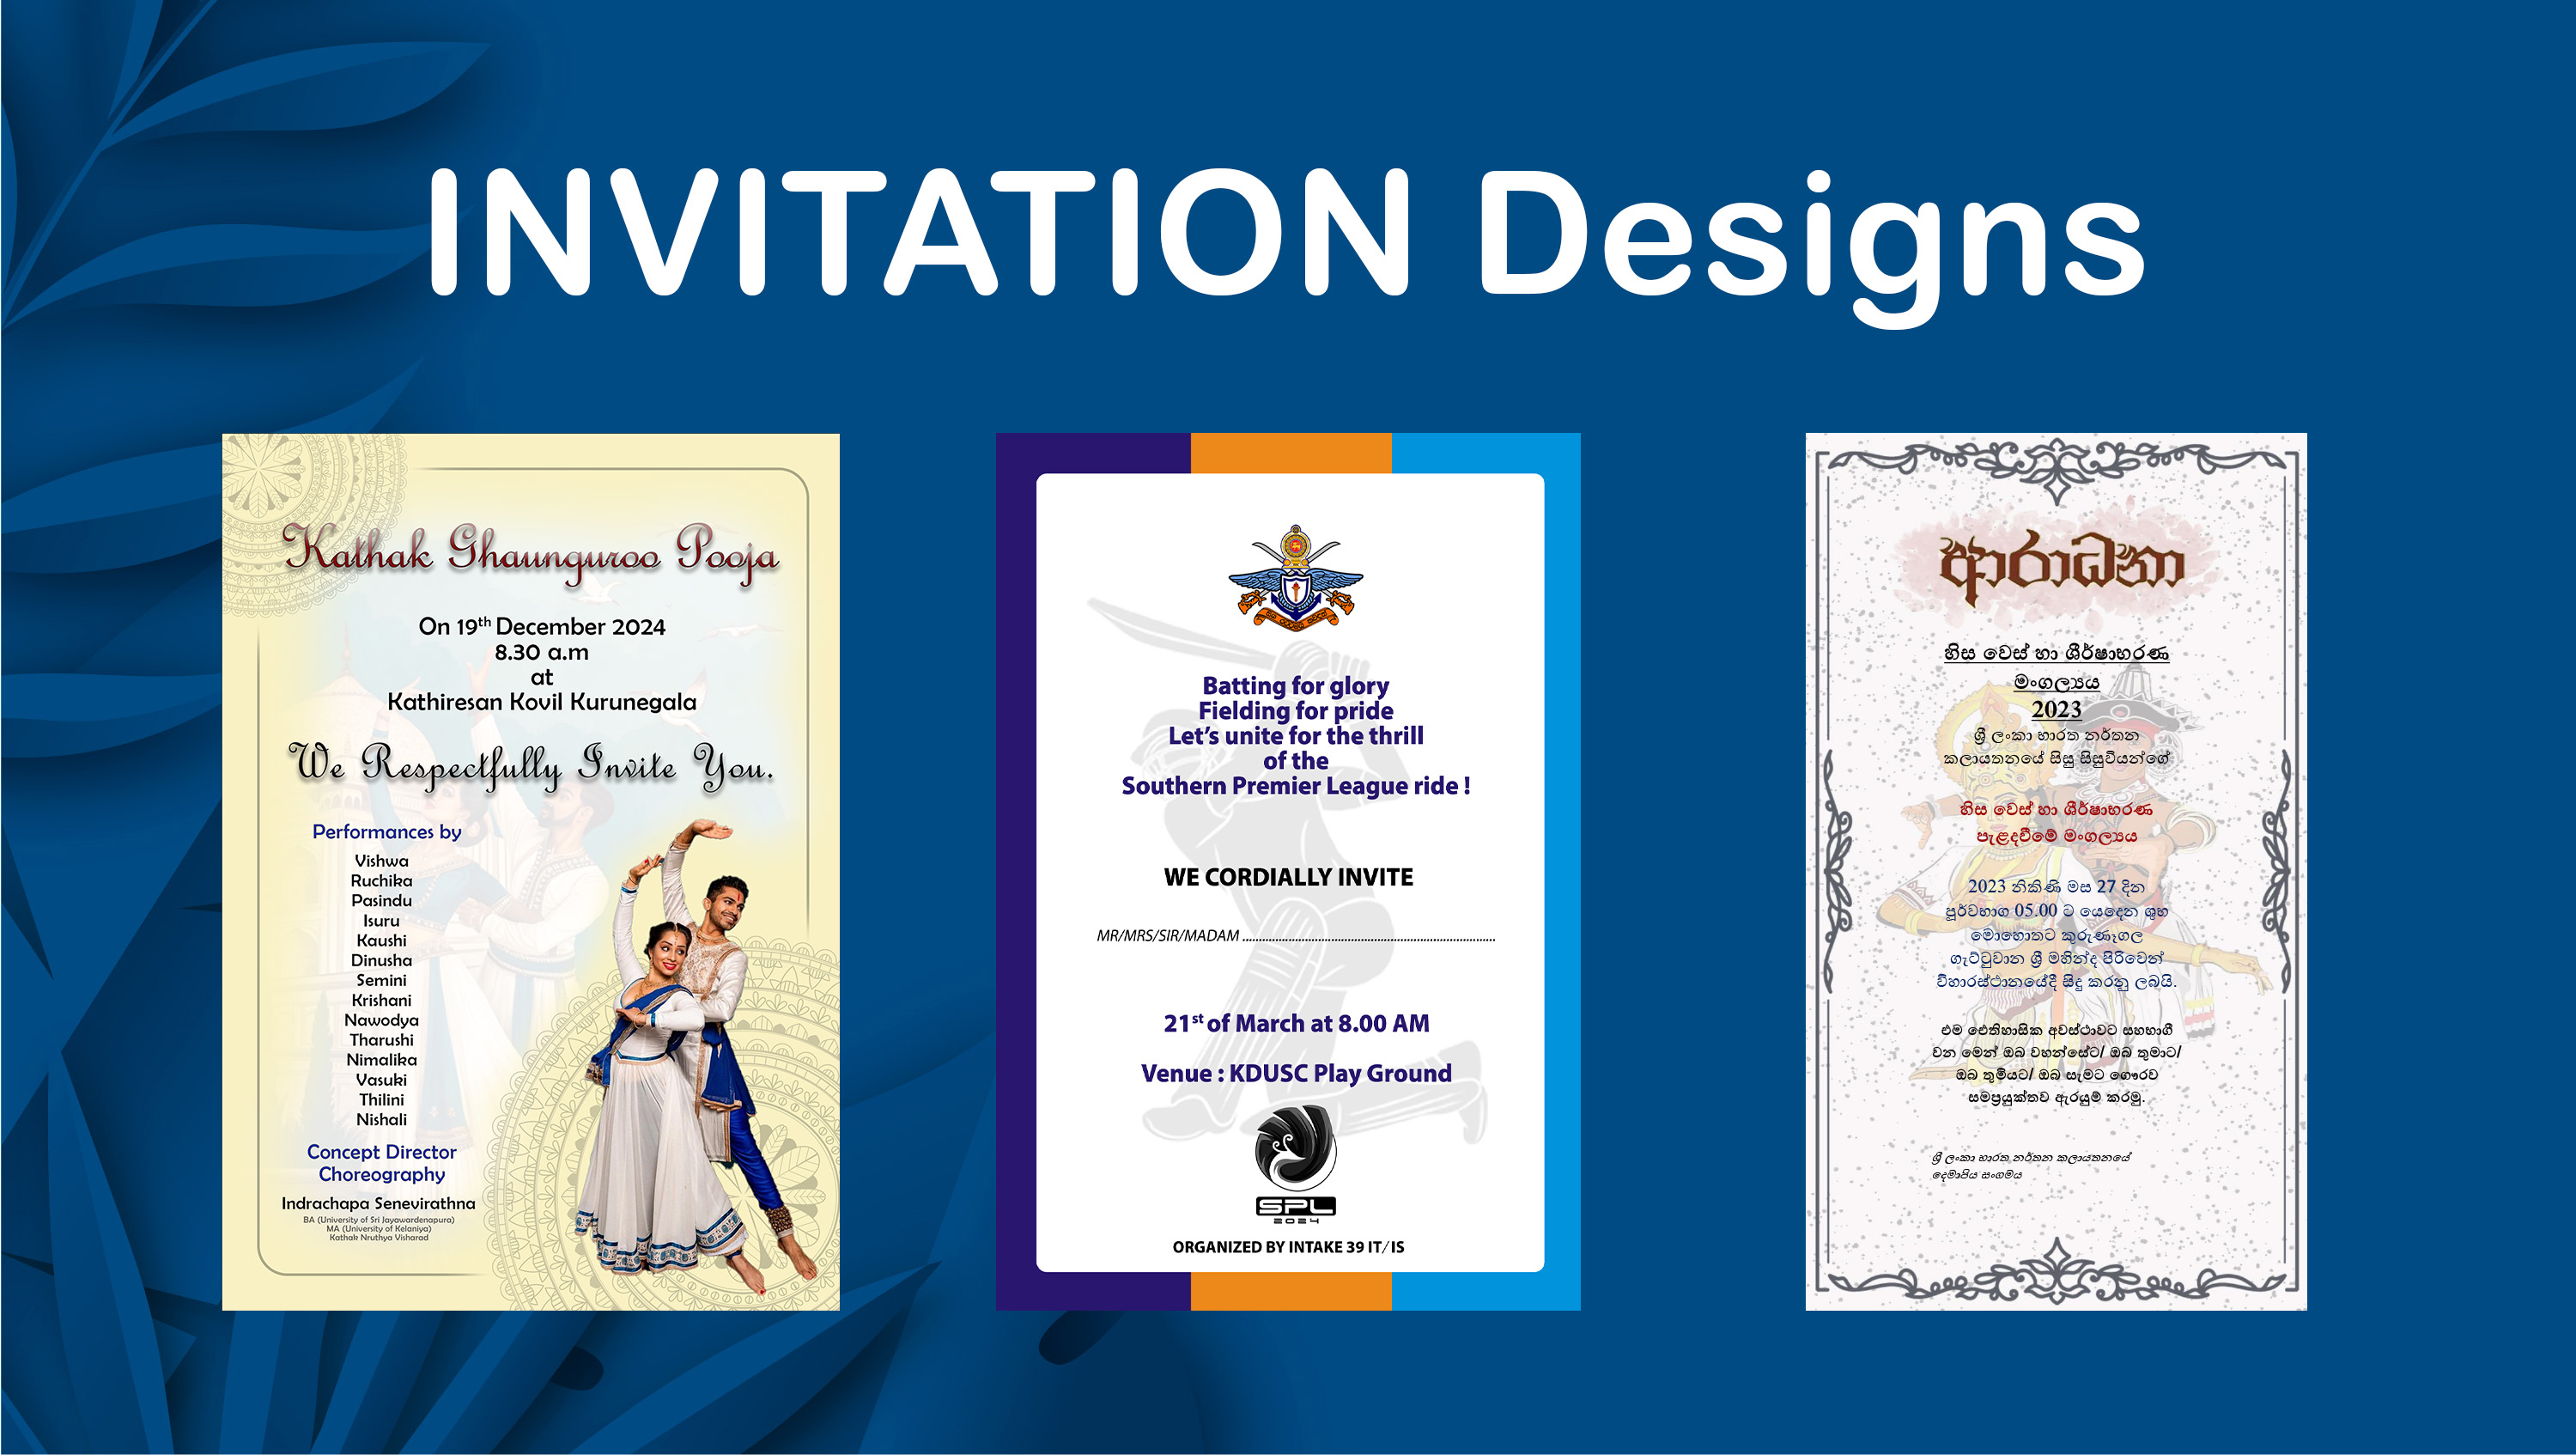 INVITATION Designs
Kathak Ghaunguroo Pooja
On 19th December 2024
8.30 a.m
at
Kathiresan Kovil Kurunegala
We Respectfully Invite You.
Performances by
Vishwa
Ruchika
Pasindu
Isuru
Kaushi
Dinusha
Semini
Krishani
Nawodya
Tharushi
Nimalika
Vasuki
Thilini
Nishali
Concept Director
Choreography
Indrachapa Senevirathna
BA (University of Sri Jayawardenapura)
MA (University of Kelaniya)
Kathak Nruthya Visharad
Batting for glory
Fielding for pride
Let's unite for the thrill
of the
Southern Premier League ride !
WE CORDIALLY INVITE
MR/MRS/SIR/MADAM ................................................................................
21st of March at 8.00 AM
Venue : KDUSC Play Ground
SPL
2024
ORGANIZED BY INTAKE 39 IT/IS
ආරාධනා
හිස වෙස් හා ශීර්ෂාභරණ
මංගල්‍යය
2023
ශ්‍රී ලංකා භාරත නර්තන
කලායතනයේ සිසු සිසුවියන්ගේ
හිස වෙස් හා ශීර්ෂාභරණ
පැළදවීමේ මංගල්‍යය
2023 නිකිණි මස 27 දින
පූර්වභාග 05.00 ට යෙදෙන ශුභ
මොහොතට කුරුණෑගල
ගැට්ටුවාන ශ්‍රී මහින්ද පිරිවෙන්
විහාරස්ථානයේදී සිදු කරනු ලබයි.
එම ඓතිහාසික අවස්ථාවට සහභාගී
වන මෙන් ඔබ වහන්සේට/ ඔබ තුමාට/
ඔබ තුමියට/ ඔබ සැමට ගෞරව
සම්ප්‍රයුක්තව ඇරයුම් කරමු.
ශ්‍රී ලංකා භාරත නර්තන කලායතනයේ
දෙමාපිය සංගමය